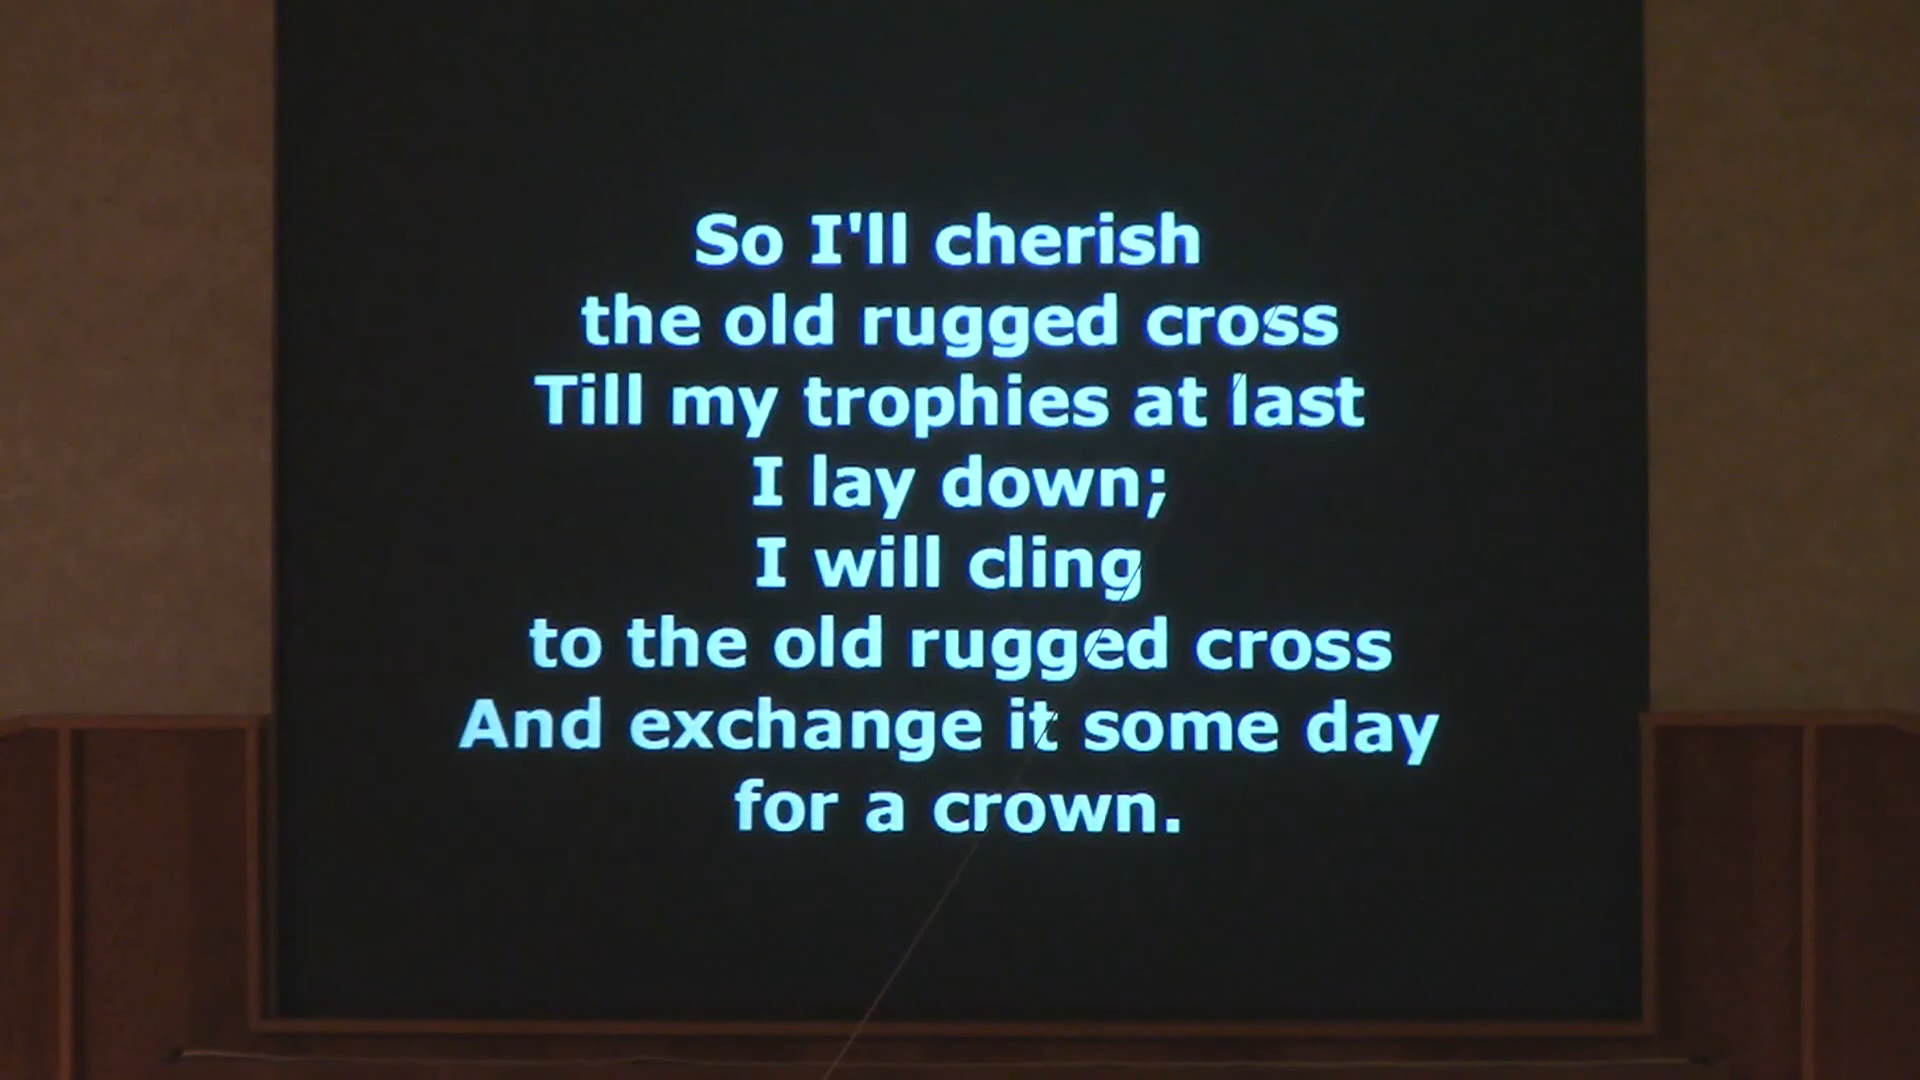 So I'll cherish
the old rugged cross
Till my trophies at last
I lay down;
I will cling
to the old rugged cross
And exchange it some day
for a crown.